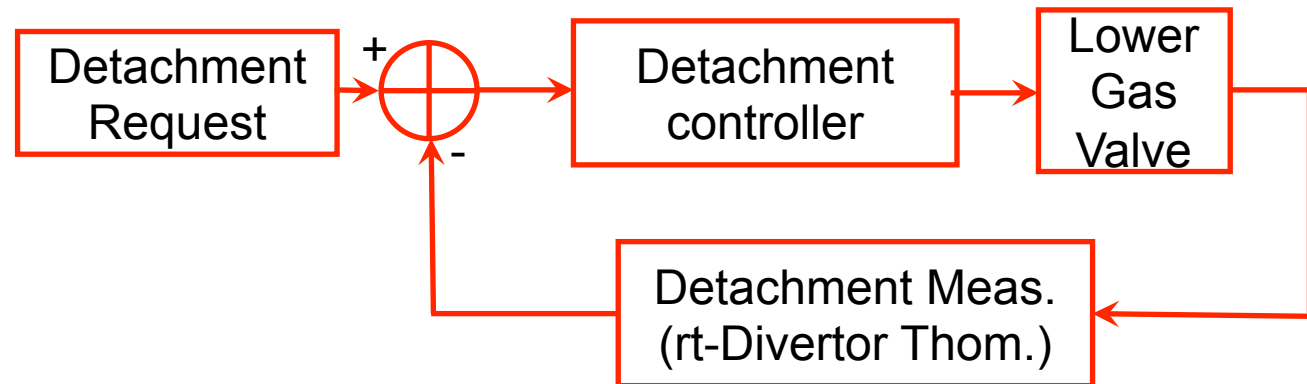 Detachment
Request
+
-
Detachment
controller
Lower
Gas
Valve
Detachment Meas.
(rt-Divertor Thom.)